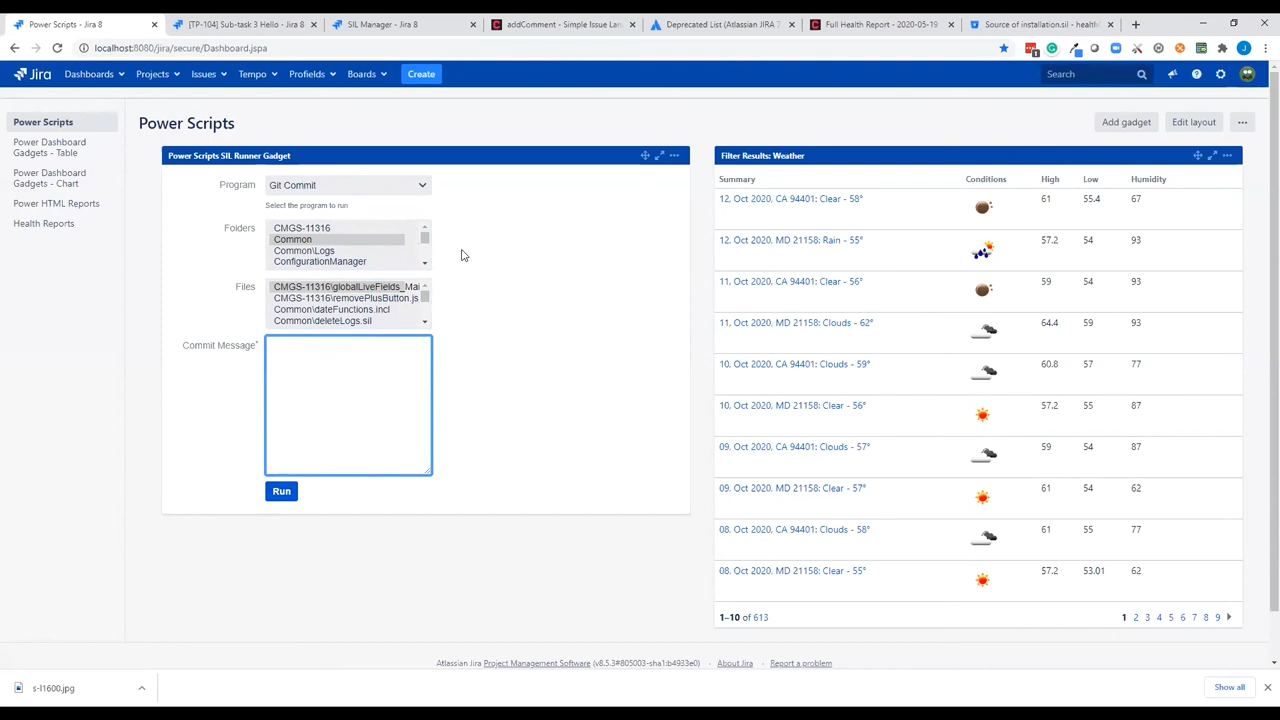 Power Scripts - Jira 8
[TP-104] Sub-task 3 Hello - Jira 8
SIL Manager - Jira 8
addComment - Simple Issue Lan
Deprecated List (Atlassian JIRA 7
Full Health Report - 2020-05-19
Source of installation.sil - health
localhost:8080/jira/secure/Dashboard.jspa
Jira
Dashboards
Projects
Issues
Tempo
Profields
Boards
Create
Search
Power Scripts
Power Dashboard
Gadgets - Table
Power Dashboard
Gadgets - Chart
Power HTML Reports
Health Reports
Power Scripts
Add gadget
Edit layout
Power Scripts SIL Runner Gadget
Program
Git Commit
Select the program to run
Folders
CMGS-11316
Common
Common\Logs
ConfigurationManager
Files
CMGS-11316\globalLiveFields_Mai
CMGS-11316\removePlusButton.js
Common\dateFunctions.incl
Common\deleteLogs.sil
Commit Message*
Run
Filter Results: Weather
Summary Conditions High Low Humidity
12. Oct 2020, CA 94401: Clear - 58° 61 55.4 67
12. Oct 2020, MD 21158: Rain - 55° 57.2 54 93
11. Oct 2020, CA 94401: Clear - 56° 61 54 93
11. Oct 2020, MD 21158: Clouds - 62° 64.4 59 93
10. Oct 2020, CA 94401: Clouds - 59° 60.8 57 77
10. Oct 2020, MD 21158: Clear - 56° 57.2 55 87
09. Oct 2020, CA 94401: Clouds - 57° 59 54 87
09. Oct 2020, MD 21158: Clear - 57° 61 54 62
08. Oct 2020, CA 94401: Clouds - 58° 61 55 77
08. Oct 2020, MD 21158: Clear - 55° 57.2 53.01 62
1–10 of 613
1 2 3 4 5 6 7 8 9
Atlassian Jira Project Management Software (v8.5.3#805003-sha1:b4933e0) · About Jira · Report a problem
s-l1600.jpg
Show all